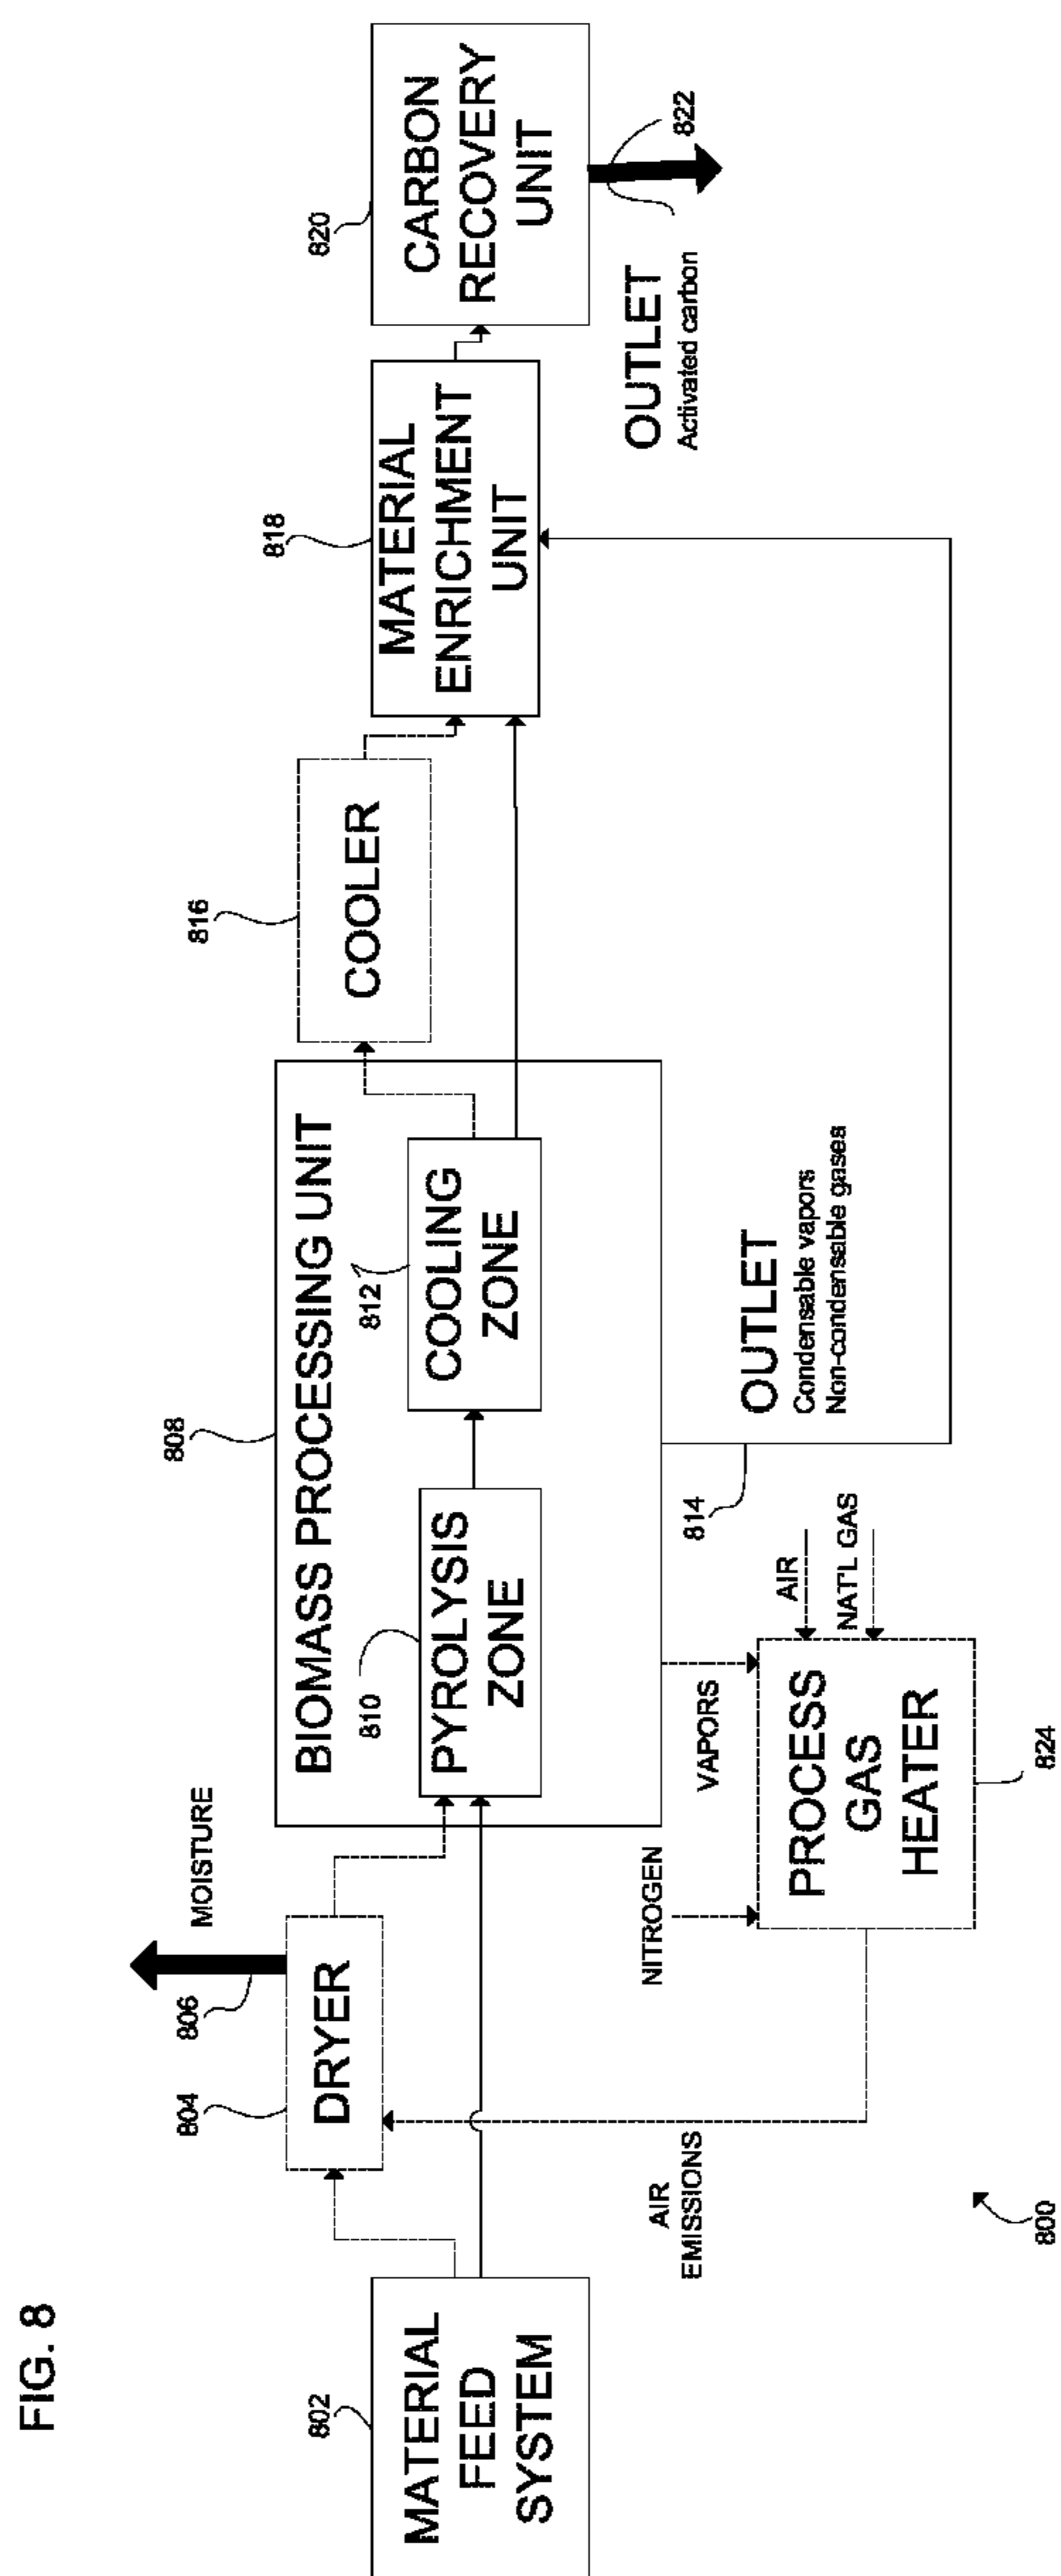 FIG. 8
802
MATERIAL
FEED
SYSTEM
804
DRYER
806
MOISTURE
808
BIOMASS PROCESSING UNIT
810
PYROLYSIS
ZONE
812
COOLING
ZONE
816
COOLER
818
MATERIAL
ENRICHMENT
UNIT
820
CARBON
RECOVERY
UNIT
822
OUTLET
Activated carbon
814
OUTLET
Condensable vapors
Non-condensable gases
AIR
NAT'L GAS
VAPORS
NITROGEN
PROCESS
GAS
HEATER
824
AIR
EMISSIONS
800